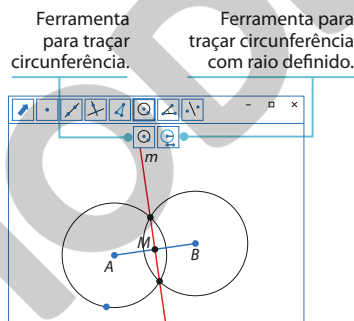 Ferramenta
para traçar
circunferência.
Ferramenta para
traçar circunferência
com raio definido.
m
M
A
B